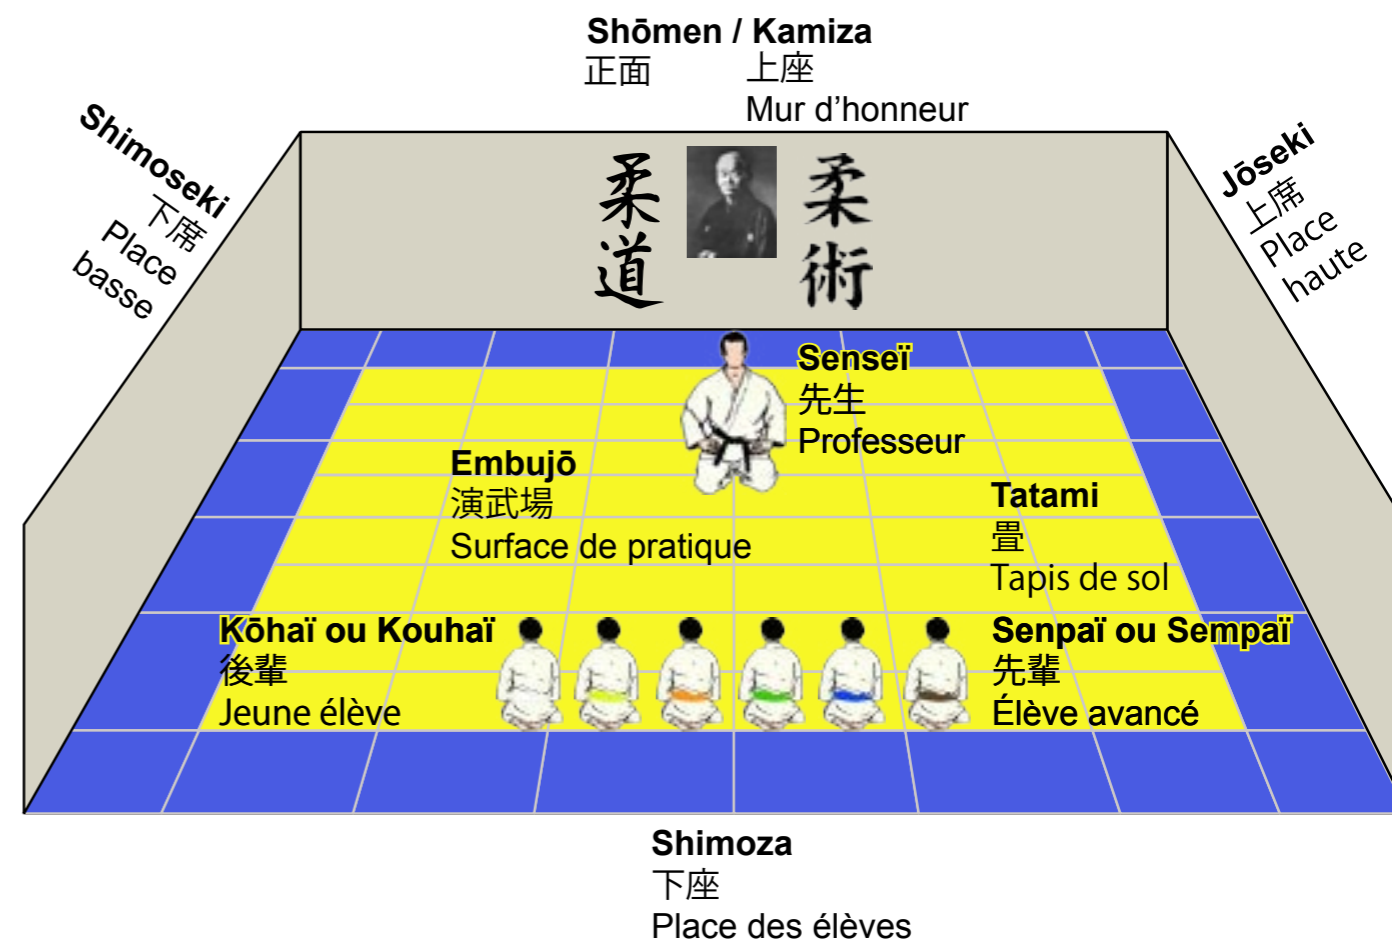 Shōmen / Kamiza
正面 上座
Mur d’honneur
Shimoseki
下席
Place
basse
Jōseki
上席
Place
haute
柔道
柔術
Senseï
先生
Professeur
Embujō
演武場
Surface de pratique
Tatami
畳
Tapis de sol
Kōhaï ou Kouhaï
後輩
Jeune élève
Senpaï ou Sempaï
先輩
Élève avancé
Shimoza
下座
Place des élèves